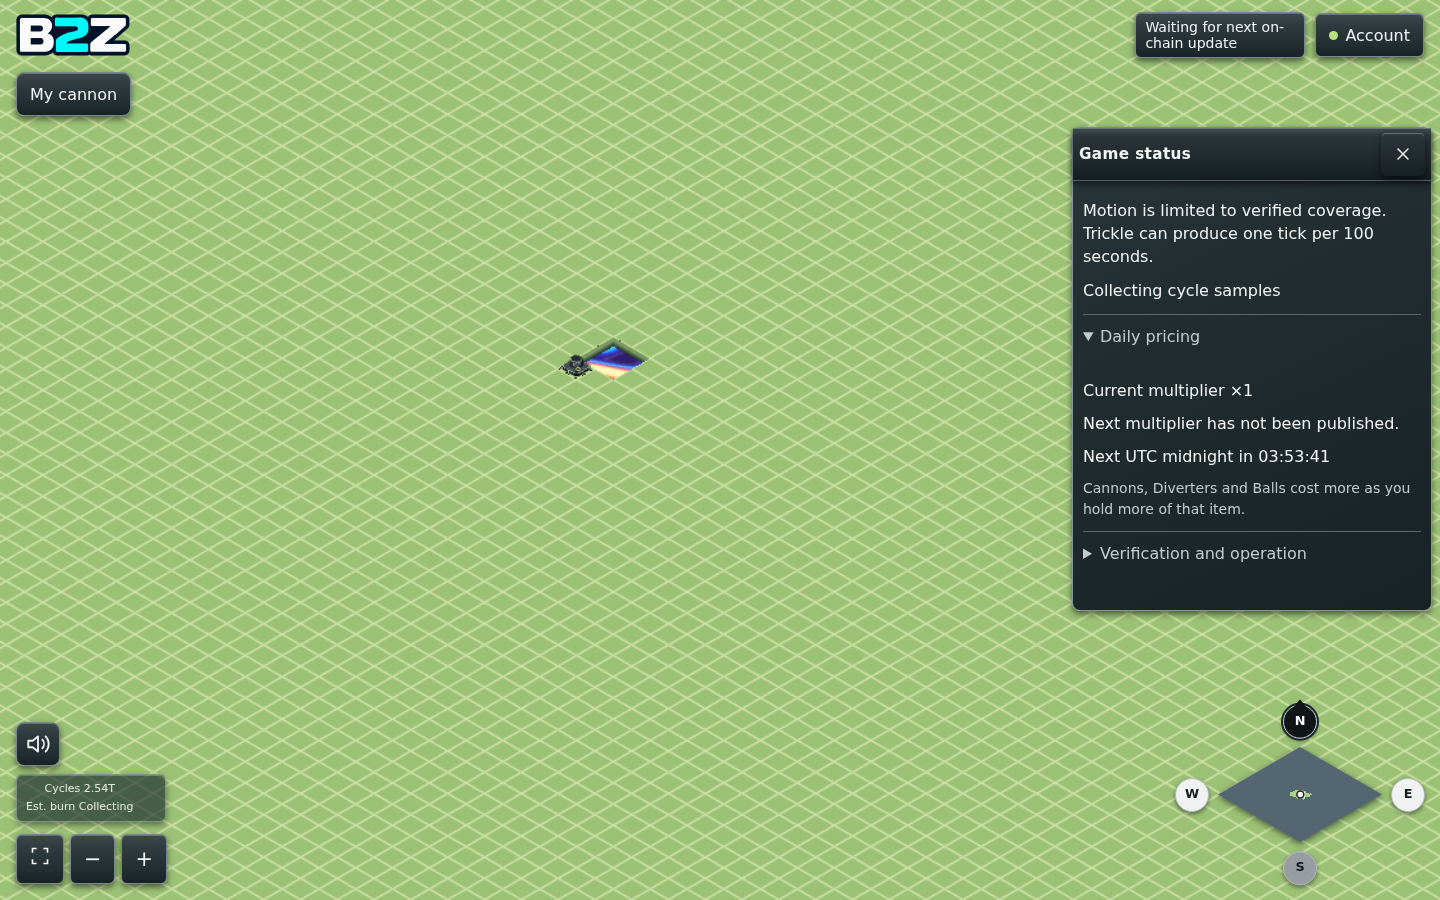 B2Z
Waiting for next on-
chain update
Account
My cannon
Game status
Motion is limited to verified coverage.
Trickle can produce one tick per 100
seconds.
Collecting cycle samples
Daily pricing
Current multiplier ×1
Next multiplier has not been published.
Next UTC midnight in 03:53:41
Cannons, Diverters and Balls cost more as you
hold more of that item.
Verification and operation
N
W
E
S
Cycles 2.54T
Est. burn Collecting